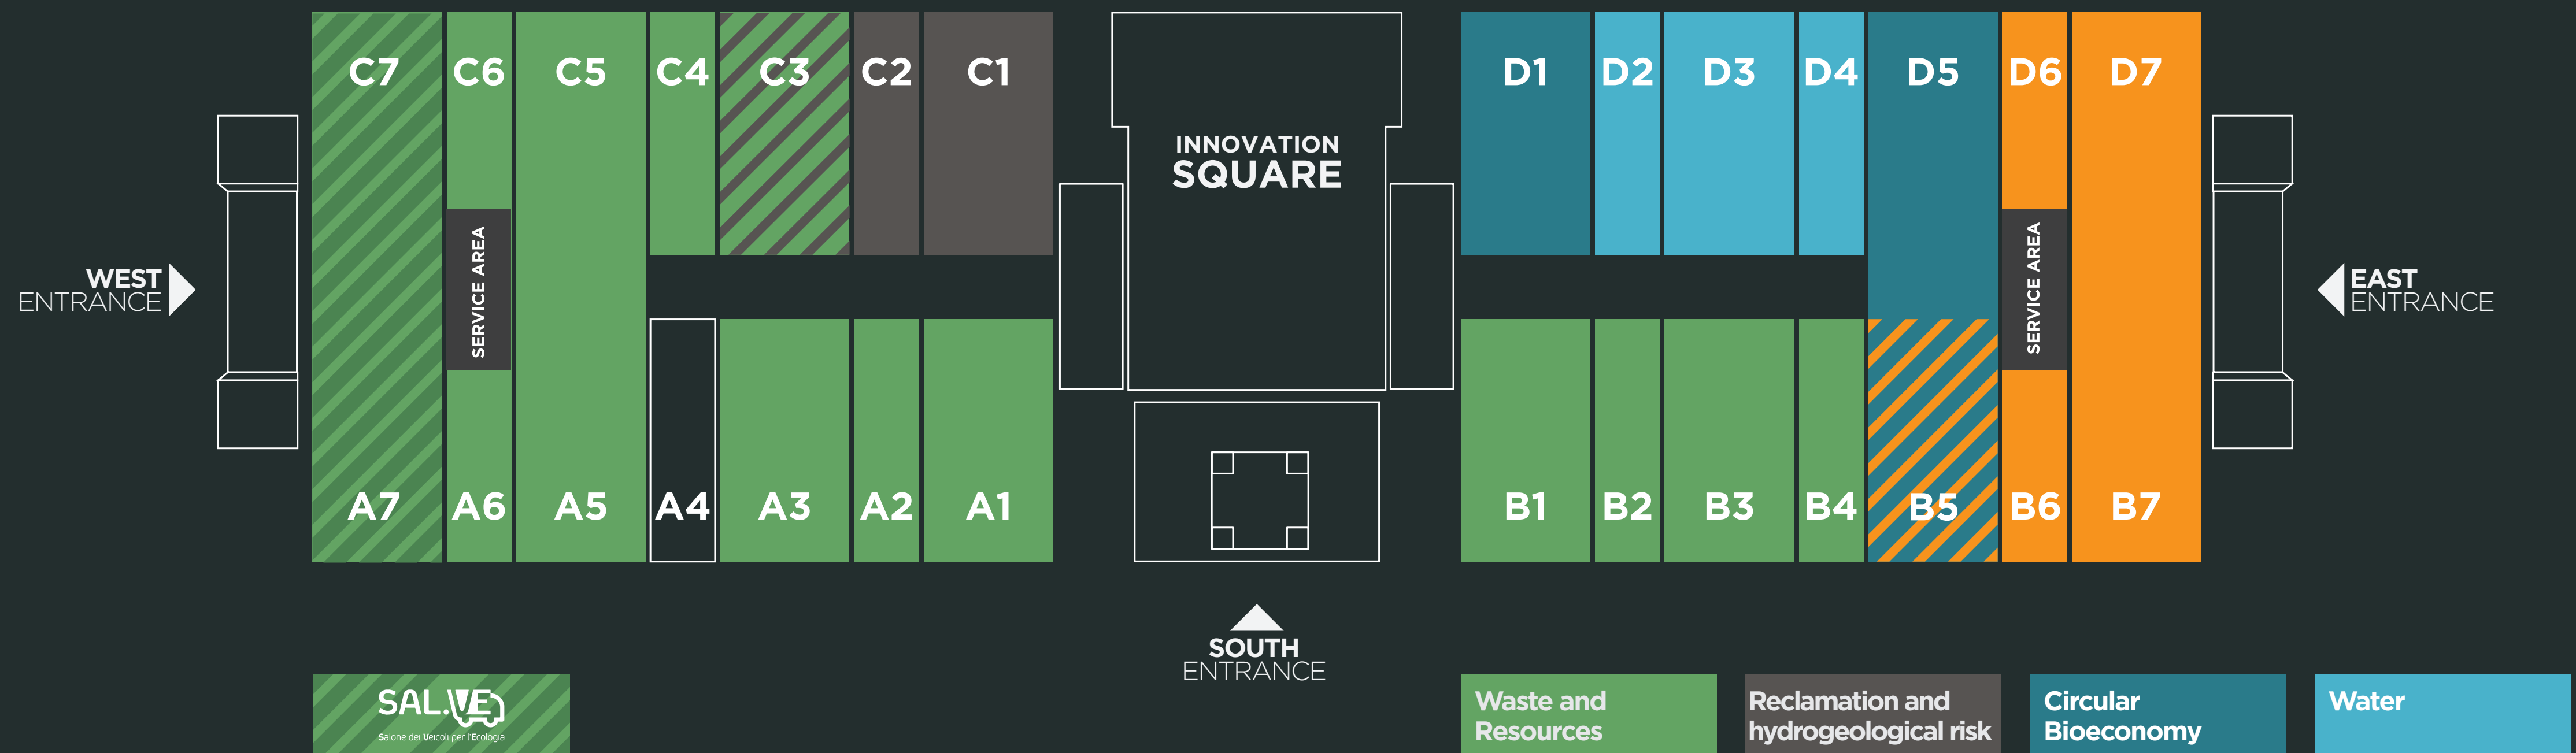 C7 C6 C5 C4 C3 C2 C1
D1 D2 D3 D4 D5 D6 D7
INNOVATION
SQUARE
SERVICE AREA
SERVICE AREA
WEST
ENTRANCE
EAST
ENTRANCE
A7 A6 A5 A4 A3 A2 A1
B1 B2 B3 B4 B5 B6 B7
SOUTH
ENTRANCE
SAL.VE
Salone dei Veicoli per l'Ecologia
Waste and
Resources
Reclamation and
hydrogeological risk
Circular
Bioeconomy
Water